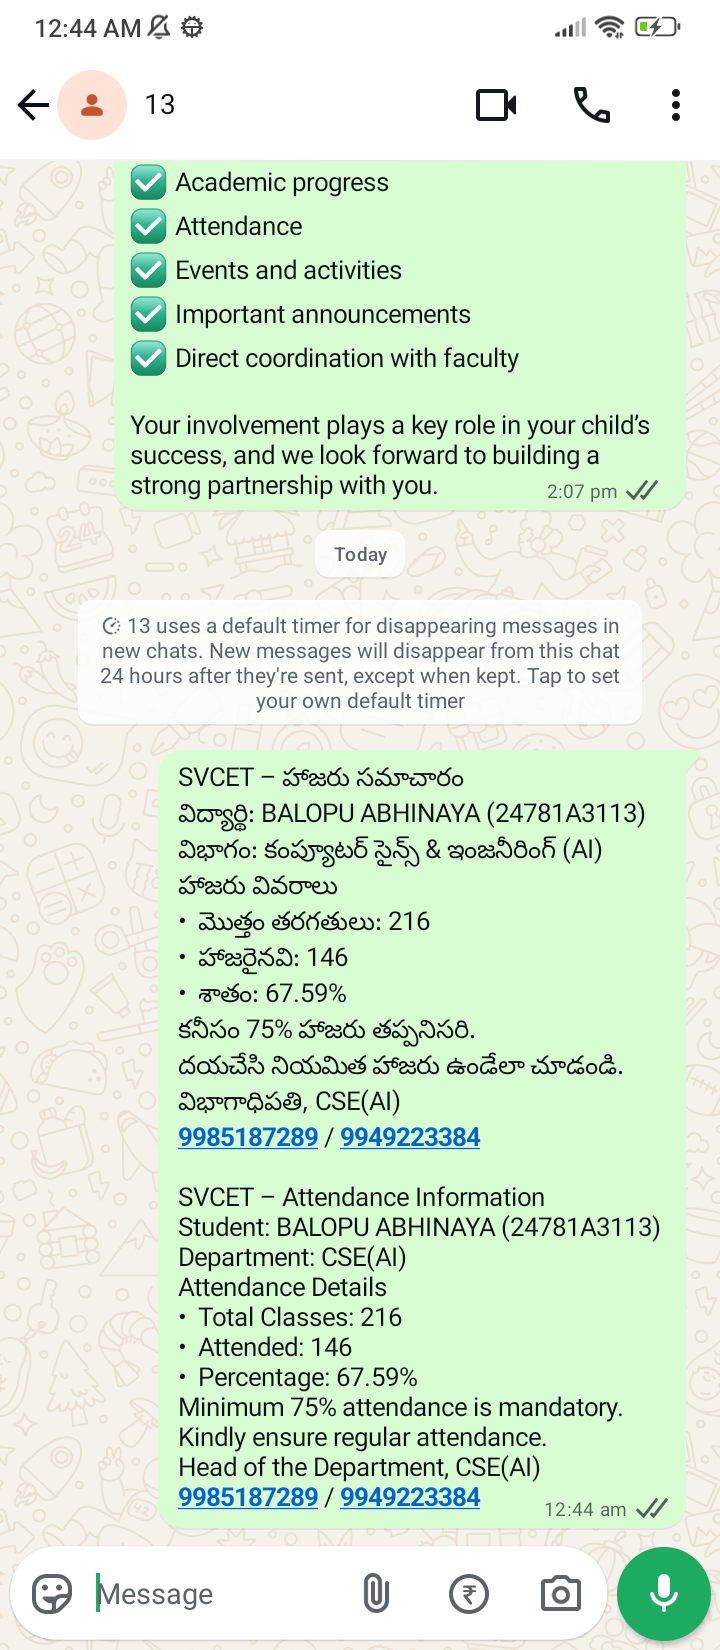 12:44 AM
13
Academic progress
Attendance
Events and activities
Important announcements
Direct coordination with faculty
Your involvement plays a key role in your child's
success, and we look forward to building a
strong partnership with you.
2:07 pm
Today
13 uses a default timer for disappearing messages in
new chats. New messages will disappear from this chat
24 hours after they're sent, except when kept. Tap to set
your own default timer
SVCET – హాజరు సమాచారం
విద్యార్థి: BALOPU ABHINAYA (24781A3113)
విభాగం: కంప్యూటర్ సైన్స్ & ఇంజనీరింగ్ (AI)
హాజరు వివరాలు
• మొత్తం తరగతులు: 216
• హాజరైనవి: 146
• శాతం: 67.59%
కనీసం 75% హాజరు తప్పనిసరి.
దయచేసి నియమిత హాజరు ఉండేలా చూడండి.
విభాగాధిపతి, CSE(AI)
9985187289 / 9949223384
SVCET – Attendance Information
Student: BALOPU ABHINAYA (24781A3113)
Department: CSE(AI)
Attendance Details
• Total Classes: 216
• Attended: 146
• Percentage: 67.59%
Minimum 75% attendance is mandatory.
Kindly ensure regular attendance.
Head of the Department, CSE(AI)
9985187289 / 9949223384
12:44 am
Message